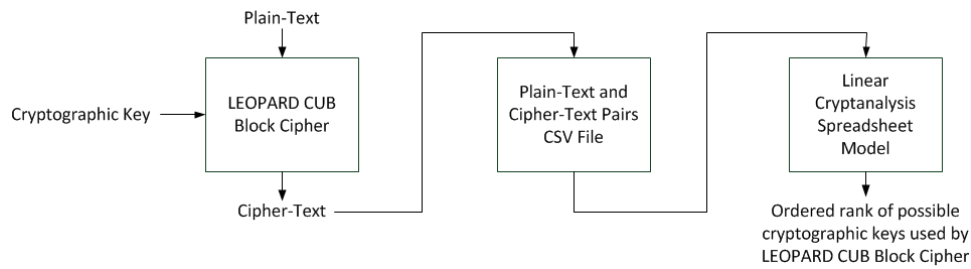 Plain-Text
Cryptographic Key
LEOPARD CUB
Block Cipher
Cipher-Text
Plain-Text and
Cipher-Text Pairs
CSV File
Linear
Cryptanalysis
Spreadsheet
Model
Ordered rank of possible
cryptographic keys used by
LEOPARD CUB Block Cipher